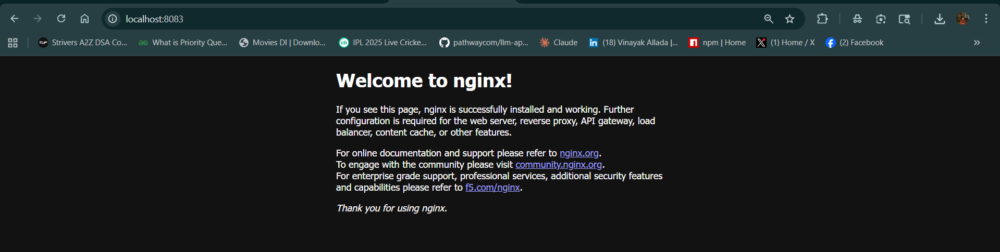 localhost:8083
TUF Strivers A2Z DSA Co... What is Priority Que... Movies DI | Downlo... cb IPL 2025 Live Cricke... pathwaycom/llm-ap... Claude in (18) Vinayak Allada |... npm | Home X (1) Home / X f (2) Facebook »
Welcome to nginx!
If you see this page, nginx is successfully installed and working. Further
configuration is required for the web server, reverse proxy, API gateway, load
balancer, content cache, or other features.
For online documentation and support please refer to nginx.org.
To engage with the community please visit community.nginx.org.
For enterprise grade support, professional services, additional security features
and capabilities please refer to f5.com/nginx.
Thank you for using nginx.